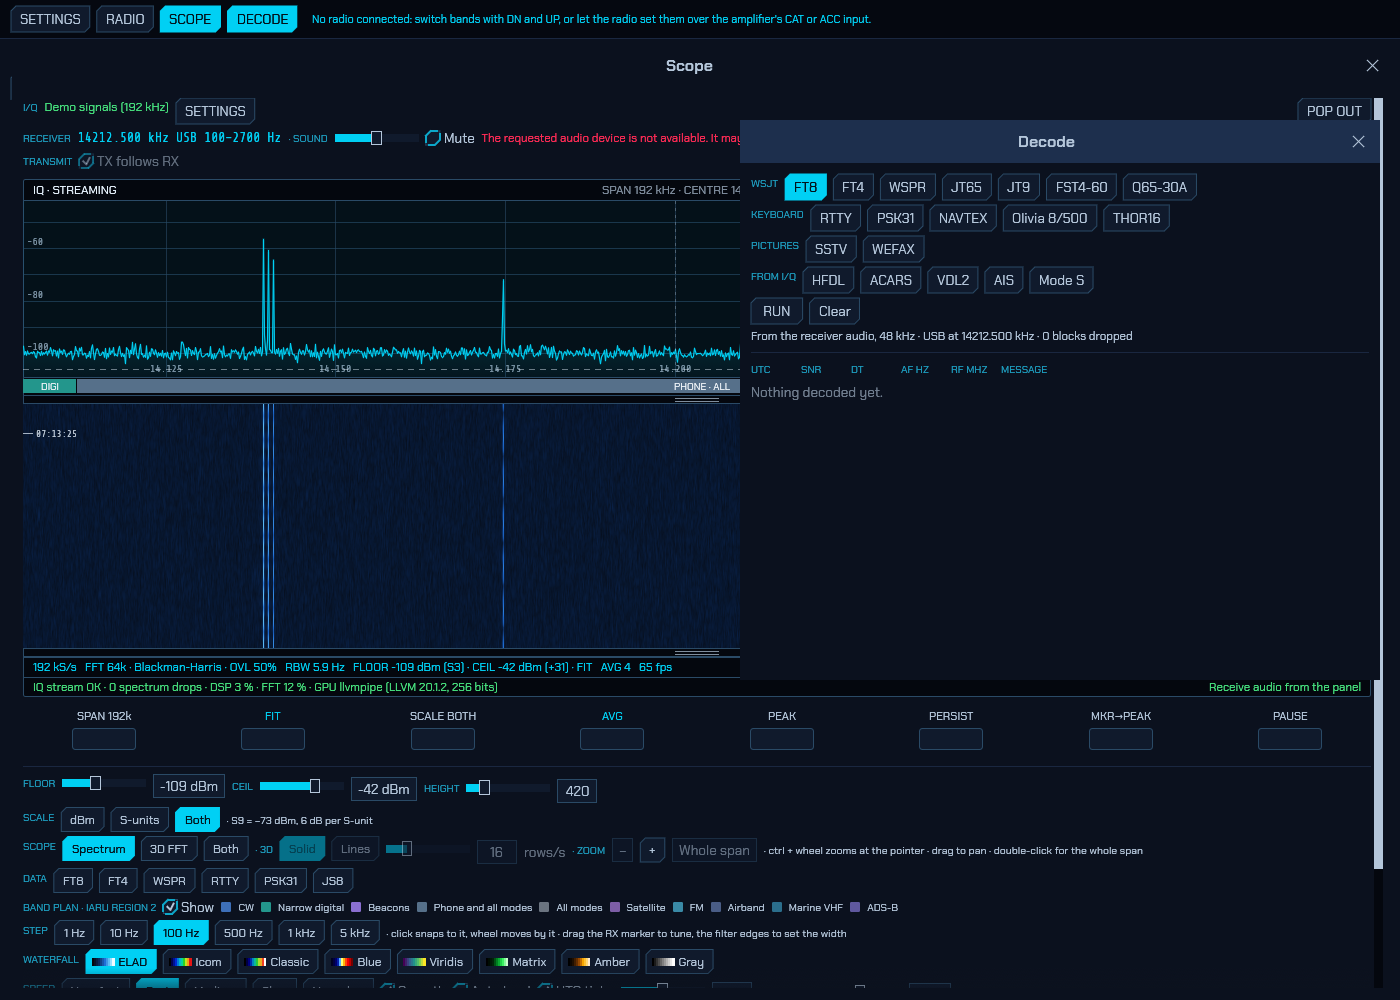 SETTINGS RADIO SCOPE DECODE No radio connected: switch bands with DN and UP, or let the radio set them over the amplifier's CAT or ACC input.
Scope
I/Q Demo signals (192 kHz) SETTINGS POP OUT
RECEIVER 14212.500 kHz USB 100–2700 Hz · SOUND Mute The requested audio device is not available. It may
TRANSMIT TX follows RX
IQ · STREAMING SPAN 192 kHz · CENTRE 14
-60
-80
-100
14.125 14.150 14.175 14.200
DIGI PHONE · ALL
07:13:25
192 kS/s FFT 64k · Blackman-Harris · OVL 50% RBW 5.9 Hz FLOOR -109 dBm (S3) · CEIL -42 dBm (+31) · FIT AVG 4 65 fps
IQ stream OK · 0 spectrum drops · DSP 3 % · FFT 12 % · GPU llvmpipe (LLVM 20.1.2, 256 bits) Receive audio from the panel
Decode
WSJT FT8 FT4 WSPR JT65 JT9 FST4-60 Q65-30A
KEYBOARD RTTY PSK31 NAVTEX Olivia 8/500 THOR16
PICTURES SSTV WEFAX
FROM I/Q HFDL ACARS VDL2 AIS Mode S
RUN Clear
From the receiver audio, 48 kHz · USB at 14212.500 kHz · 0 blocks dropped
UTC SNR DT AF HZ RF MHZ MESSAGE
Nothing decoded yet.
SPAN 192k FIT SCALE BOTH AVG PEAK PERSIST MKR→PEAK PAUSE
FLOOR -109 dBm CEIL -42 dBm HEIGHT 420
SCALE dBm S-units Both · S9 = −73 dBm, 6 dB per S-unit
SCOPE Spectrum 3D FFT Both · 3D Solid Lines 16 rows/s · ZOOM − + Whole span · ctrl + wheel zooms at the pointer · drag to pan · double-click for the whole span
DATA FT8 FT4 WSPR RTTY PSK31 JS8
BAND PLAN · IARU REGION 2 Show CW Narrow digital Beacons Phone and all modes All modes Satellite FM Airband Marine VHF ADS-B
STEP 1 Hz 10 Hz 100 Hz 500 Hz 1 kHz 5 kHz · click snaps to it, wheel moves by it · drag the RX marker to tune, the filter edges to set the width
WATERFALL ELAD Icom Classic Blue Viridis Matrix Amber Gray